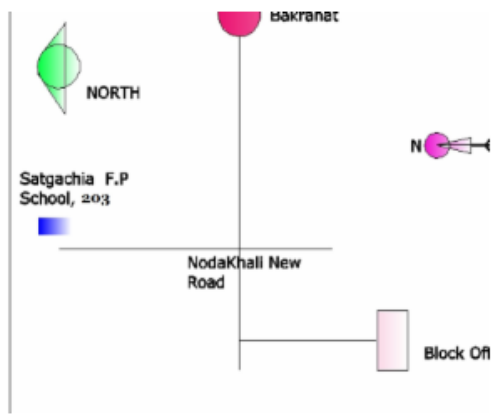 Bakrahat
NORTH
N
Satgachia F.P
School, 203
NodaKhali New
Road
Block Off